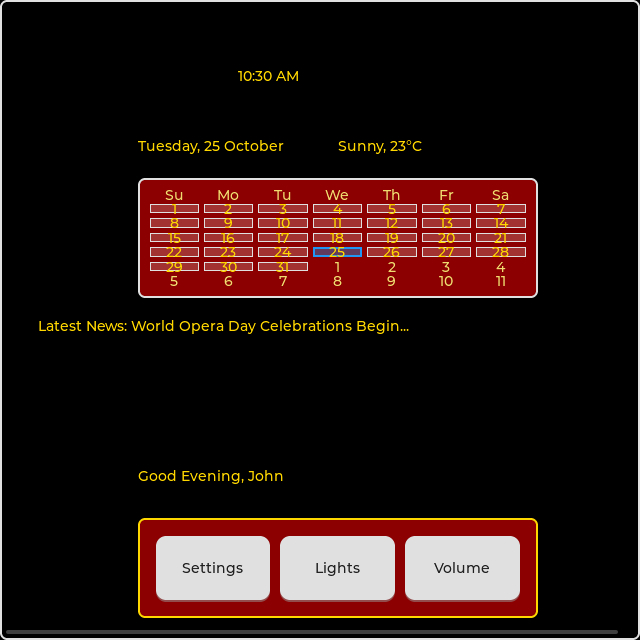 10:30 AM
Tuesday, 25 October Sunny, 23°C
Su Mo Tu We Th Fr Sa
1 2 3 4 5 6 7
8 9 10 11 12 13 14
15 16 17 18 19 20 21
22 23 24 25 26 27 28
29 30 31 1 2 3 4
5 6 7 8 9 10 11
Latest News: World Opera Day Celebrations Begin...
Good Evening, John
Settings Lights Volume